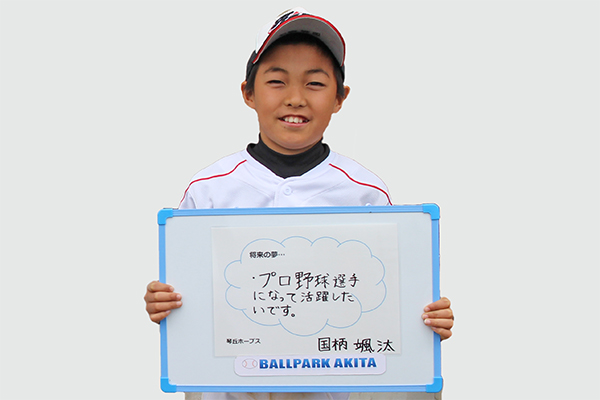 将来の夢…
・プロ野球選手
になって活躍した
いです。
琴丘ホープス
国柄 颯汰
BALLPARK AKITA